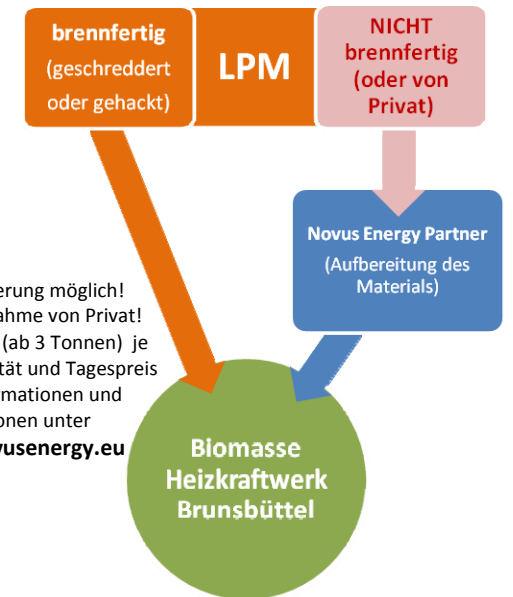 brennfertig
(geschreddert
oder gehackt)
LPM
NICHT
brennfertig
(oder von
Privat)
Novus Energy Partner
(Aufbereitung des
Materials)
erung möglich!
ahme von Privat!
(ab 3 Tonnen) je
tät und Tagespreis
rmationen und
onen unter
vusenergy.eu
Biomasse
Heizkraftwerk
Brunsbüttel